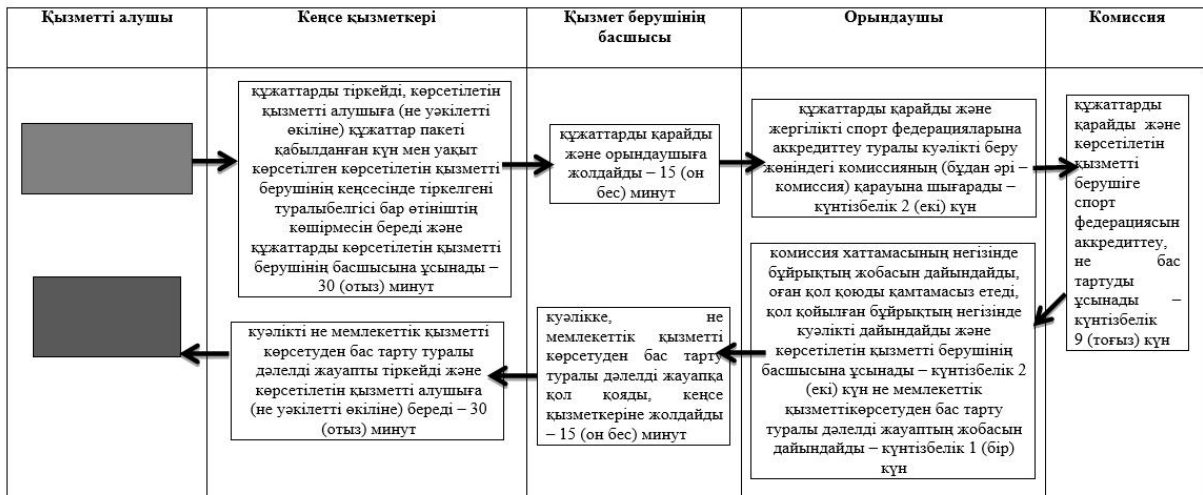 Қызметті алушы
Кеңсе қызметкері
Қызмет берушінің
басшысы
Орындаушы
Комиссия
құжаттарды тіркейді, көрсетілетін
қызметті алушыға (не уәкілетті
өкіліне) құжаттар пакеті
қабылданған күн мен уақыт
көрсетілген көрсетілетін қызметті
берушінің кеңсесінде тіркелгені
туралыбелгісі бар өтініштің
көшірмесін береді және
құжаттарды көрсетілетін қызметті
берушінің басшысына ұсынады –
30 (отыз) минут
құжаттарды қарайды
және орындаушыға
жолдайды – 15 (он
бес) минут
құжаттарды қарайды және
жергілікті спорт федерацияларына
аккредиттеу туралы куәлікті беру
жөніндегі комиссияның (бұдан әрі –
комиссия) қарауына шығарады –
күнтізбелік 2 (екі) күн
құжаттарды
қарайды және
көрсетілетін
қызметті
берушіге
спорт
федерациясын
аккредиттеу,
не бас
тартуды
ұсынады –
күнтізбелік
9 (тоғыз) күн
комиссия хаттамасының негізінде
бұйрықтың жобасын дайындайды,
оған қол қоюды қамтамасыз етеді,
қол қойылған бұйрықтың негізінде
куәлікті дайындайды және
көрсетілетін қызметті берушінің
басшысына ұсынады – күнтізбелік 2
(екі) күн не мемлекеттік
қызметтікөрсетуден бас тарту
туралы дәлелді жауаптың жобасын
дайындайды – күнтізбелік 1 (бір)
күн
куәлікке, не
мемлекеттік қызметті
көрсетуден бас тарту
туралы дәлелді жауапқа
қол қояды, кеңсе
қызметкеріне жолдайды
– 15 (он бес) минут
куәлікті не мемлекеттік қызметті
көрсетуден бас тарту туралы
дәлелді жауапты тіркейді және
көрсетілетін қызметті алушыға
(не уәкілетті өкіліне) береді – 30
(отыз) минут